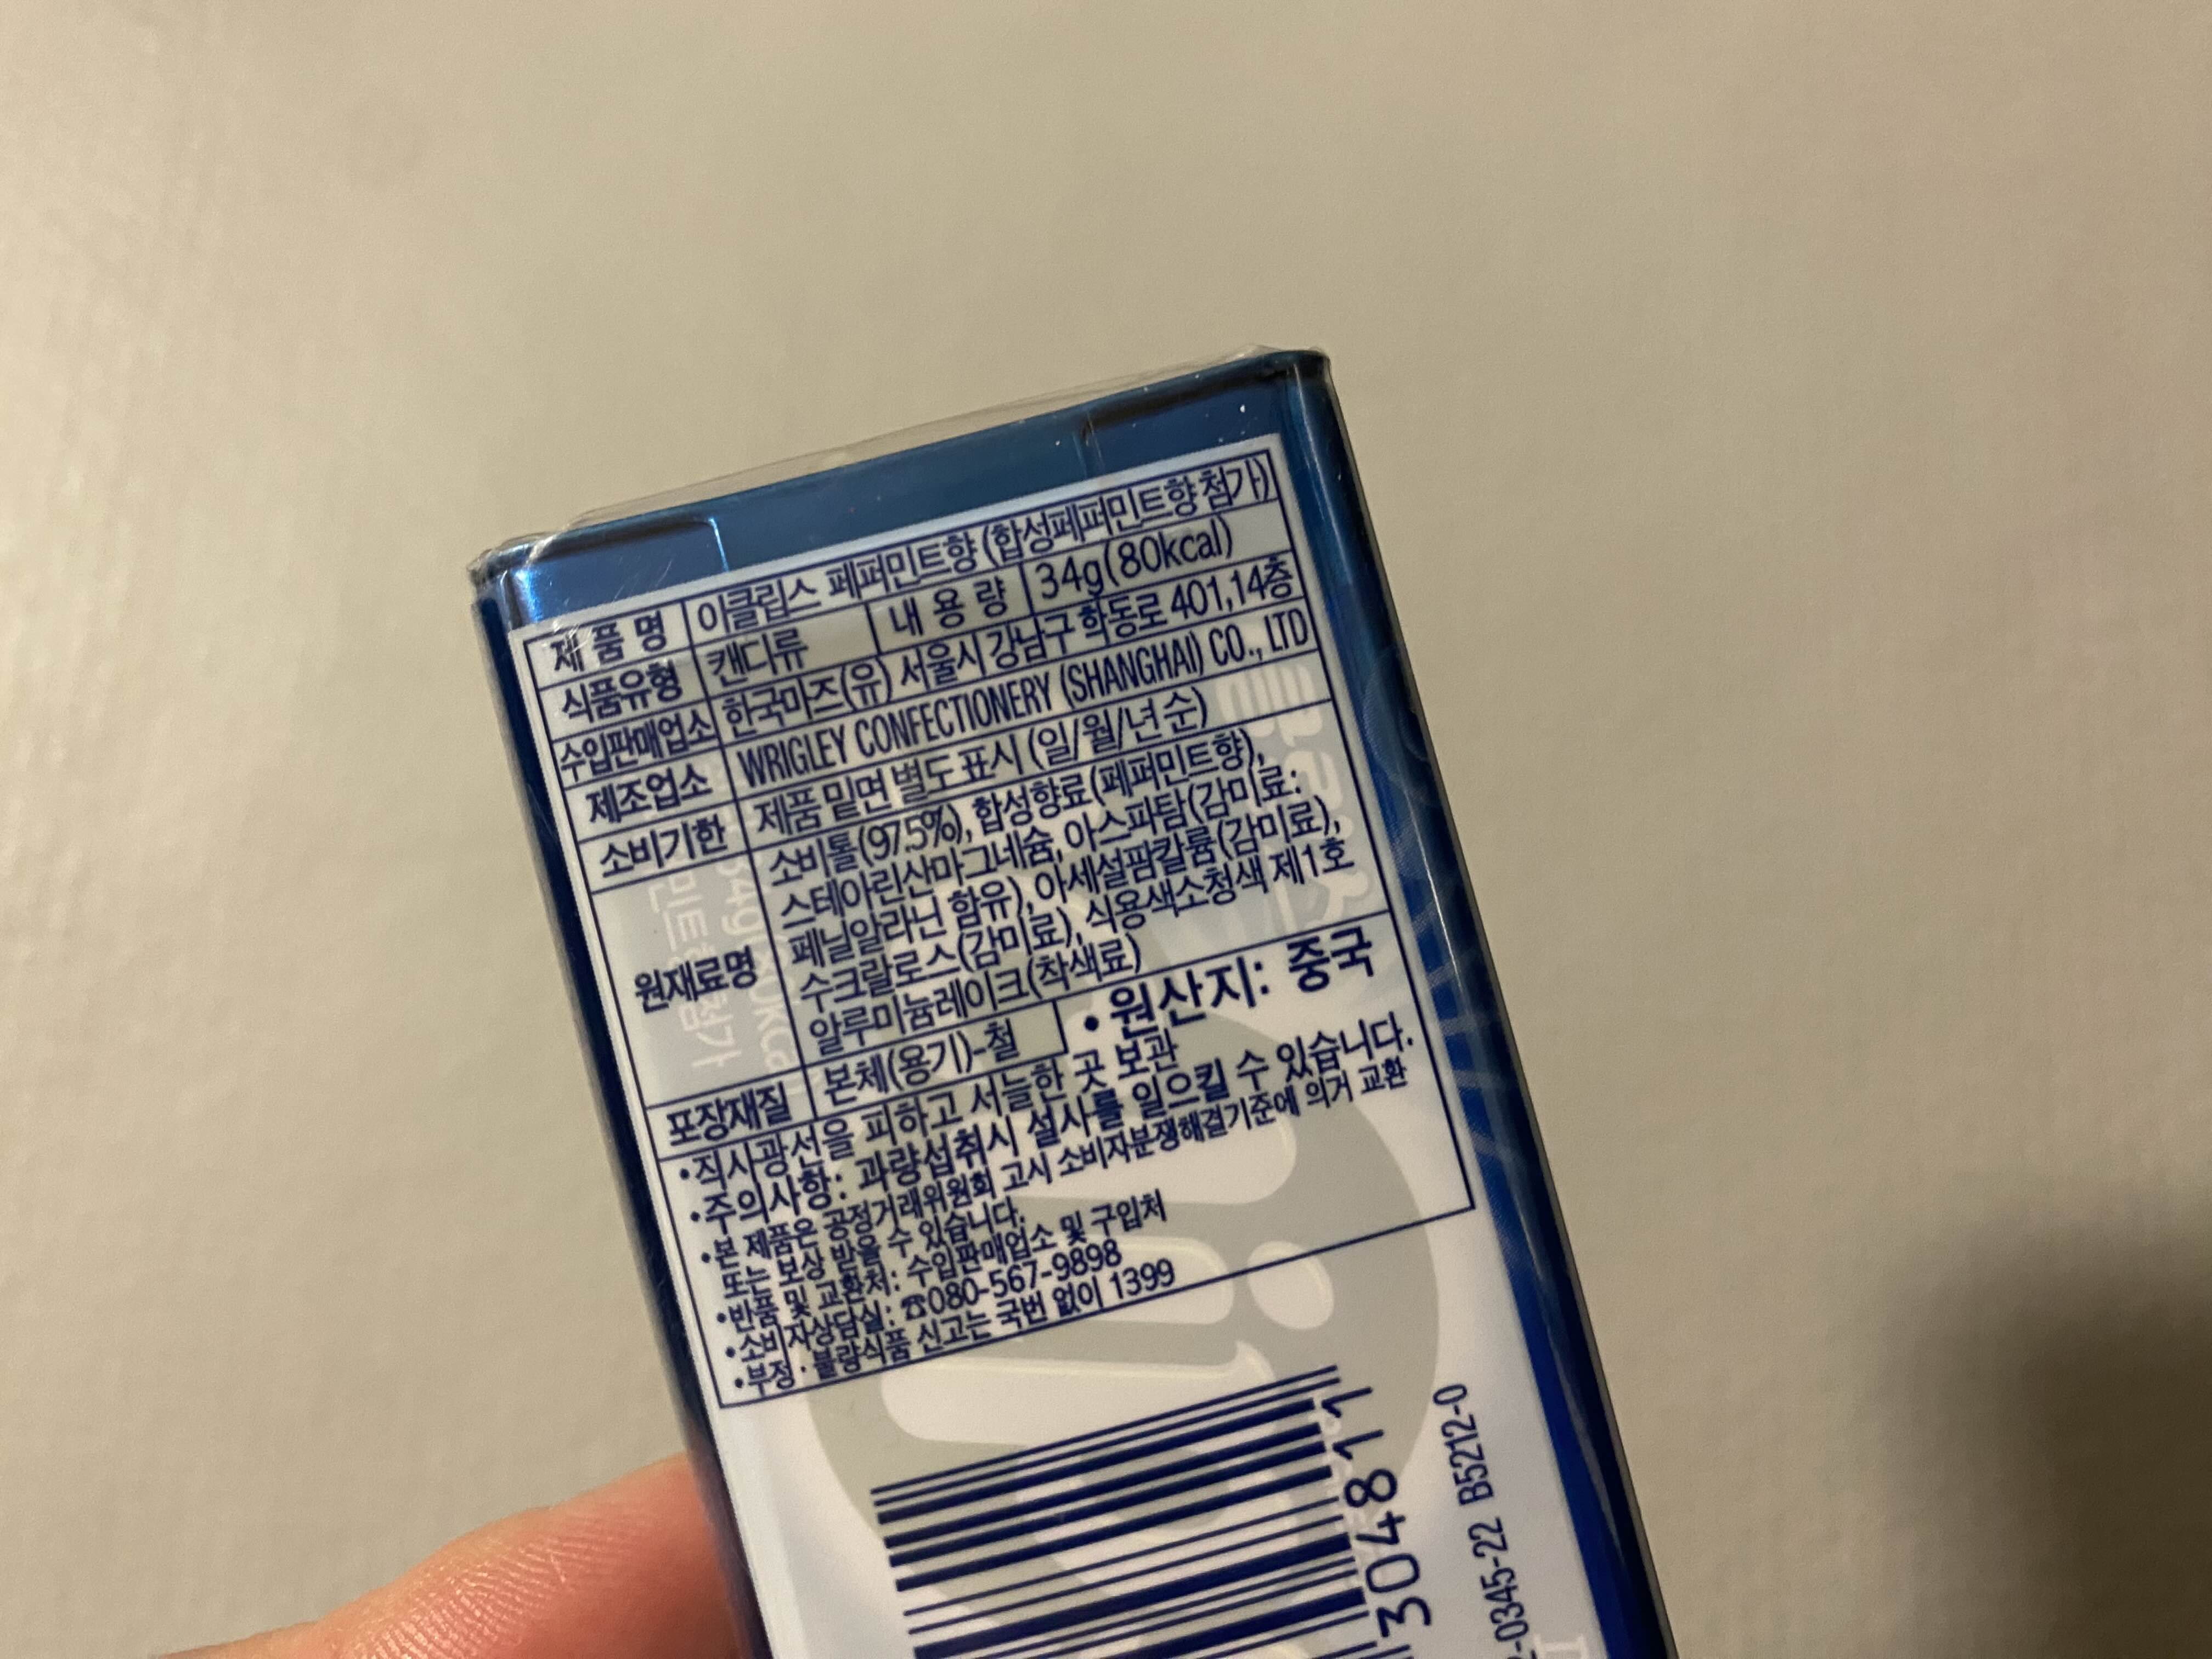 제 품 명 이클립스 페퍼민트향 (합성페퍼민트향 첨가)
식품유형 캔디류 내 용 량 34g(80kcal)
수입판매업소 한국마즈(유) 서울시 강남구 학동로 401,14층
제조업소 WRIGLEY CONFECTIONERY (SHANGHAI) CO., LTD
소비기한 제품 밑면 별도 표시 (일/월/년 순)
원재료명 소비톨(97.5%), 합성향료(페퍼민트향),
스테아린산마그네슘, 아스파탐(감미료:
페닐알라닌 함유), 아세설팜칼륨(감미료),
수크랄로스(감미료), 식용색소청색 제1호
알루미늄레이크(착색료)
포장재질 본체(용기)-철 • 원산지: 중국
•직사광선을 피하고 서늘한 곳 보관
•주의사항: 과량섭취시 설사를 일으킬 수 있습니다.
•본 제품은 공정거래위원회 고시 소비자분쟁해결기준에 의거 교환
또는 보상 받을 수 있습니다.
•반품 및 교환처: 수입판매업소 및 구입처
•소비자상담실: ☎080-567-9898
•부정·불량식품 신고는 국번 없이 1399
304811
-0345-22 B5212-0